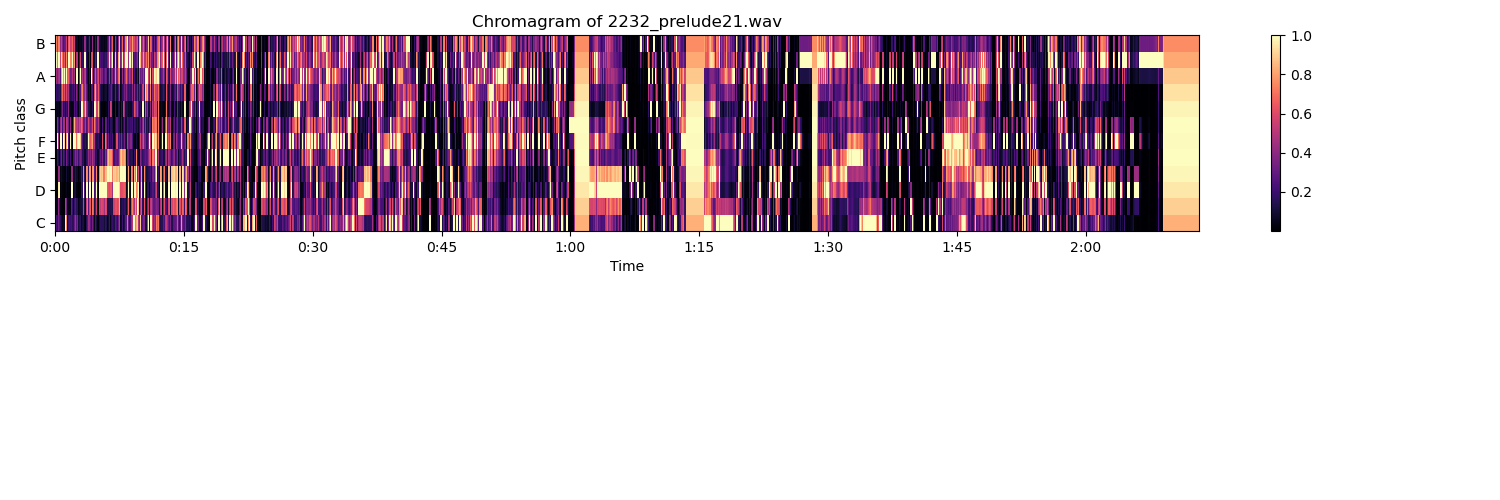 Chromagram of 2232_prelude21.wav
Pitch class
B
A
G
F
E
D
C
0:00 0:15 0:30 0:45 1:00 1:15 1:30 1:45 2:00
Time
1.0
0.8
0.6
0.4
0.2